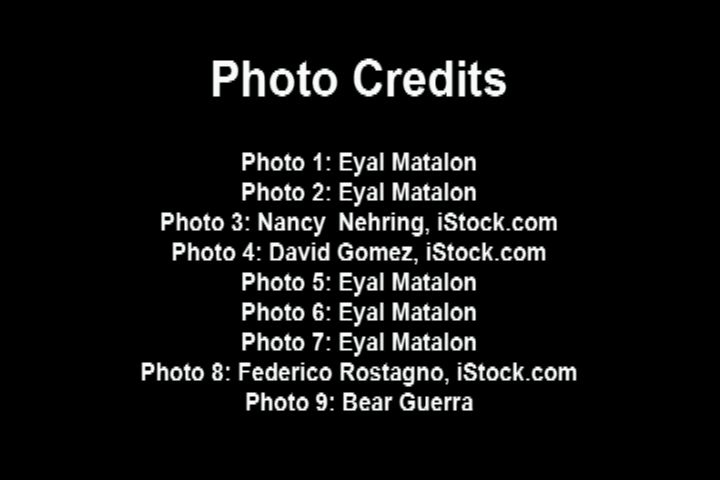 Photo Credits
Photo 1: Eyal Matalon
Photo 2: Eyal Matalon
Photo 3: Nancy  Nehring, iStock.com
Photo 4: David Gomez, iStock.com
Photo 5: Eyal Matalon
Photo 6: Eyal Matalon
Photo 7: Eyal Matalon
Photo 8: Federico Rostagno, iStock.com
Photo 9: Bear Guerra